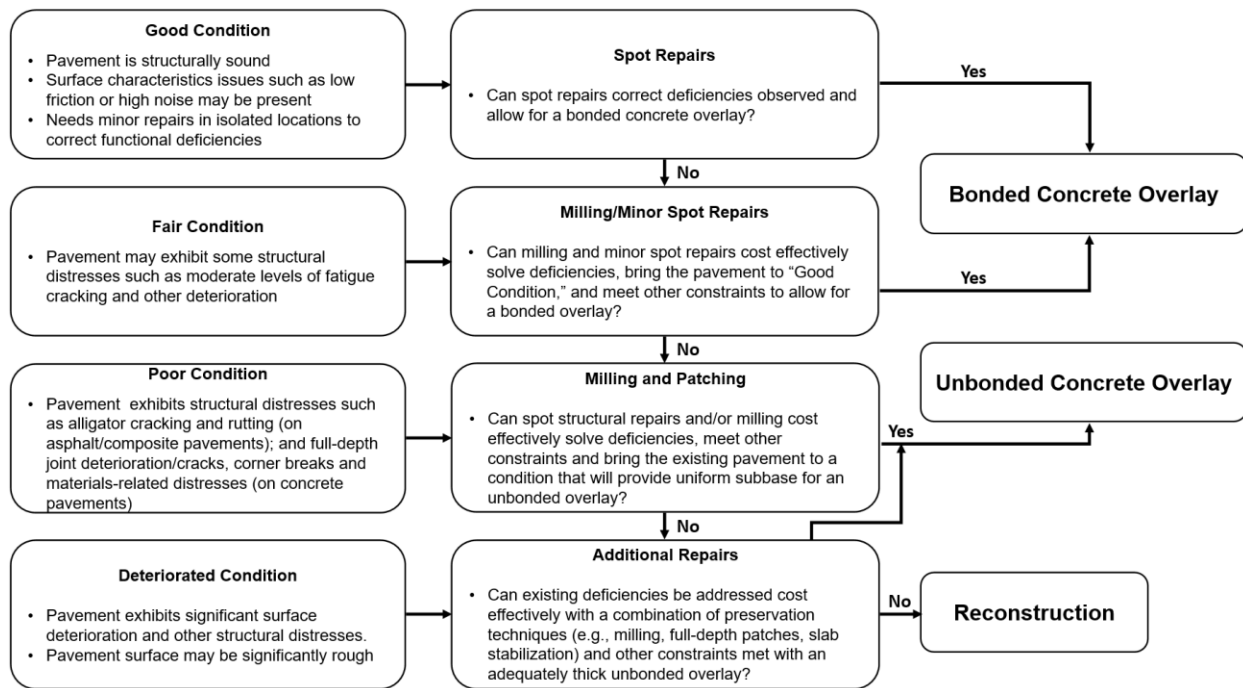 Good Condition
• Pavement is structurally sound
• Surface characteristics issues such as low
friction or high noise may be present
• Needs minor repairs in isolated locations to
correct functional deficiencies
Spot Repairs
• Can spot repairs correct deficiencies observed and
allow for a bonded concrete overlay?
Yes
No
Bonded Concrete Overlay
Fair Condition
• Pavement may exhibit some structural
distresses such as moderate levels of fatigue
cracking and other deterioration
Milling/Minor Spot Repairs
• Can milling and minor spot repairs cost effectively
solve deficiencies, bring the pavement to “Good
Condition,” and meet other constraints to allow for
a bonded overlay?
Yes
No
Unbonded Concrete Overlay
Poor Condition
• Pavement exhibits structural distresses such
as alligator cracking and rutting (on
asphalt/composite pavements); and full-depth
joint deterioration/cracks, corner breaks and
materials-related distresses (on concrete
pavements)
Milling and Patching
• Can spot structural repairs and/or milling cost
effectively solve deficiencies, meet other
constraints and bring the existing pavement to a
condition that will provide uniform subbase for an
unbonded overlay?
Yes
No
Deteriorated Condition
• Pavement exhibits significant surface
deterioration and other structural distresses.
• Pavement surface may be significantly rough
Additional Repairs
• Can existing deficiencies be addressed cost
effectively with a combination of preservation
techniques (e.g., milling, full-depth patches, slab
stabilization) and other constraints met with an
adequately thick unbonded overlay?
No
Reconstruction